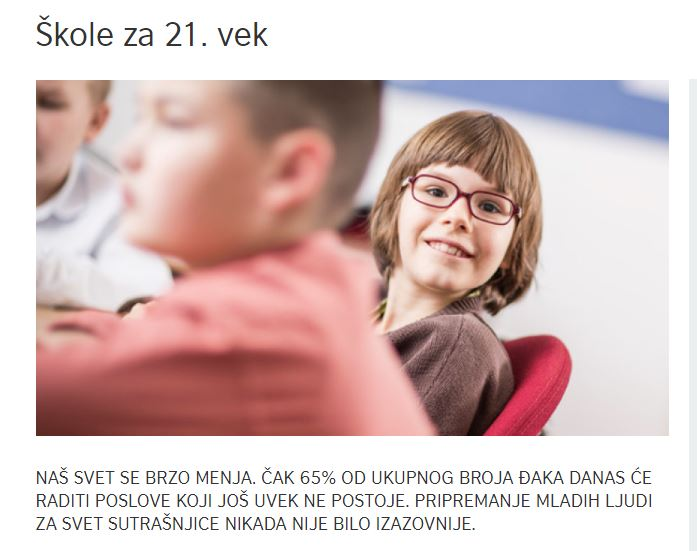 Škole za 21. vek
NAŠ SVET SE BRZO MENJA. ČAK 65% OD UKUPNOG BROJA ĐAKA DANAS ĆE
RADITI POSLOVE KOJI JOŠ UVEK NE POSTOJE. PRIPREMANJE MLADIH LJUDI
ZA SVET SUTRAŠNJICE NIKADA NIJE BILO IZAZOVNIJE.